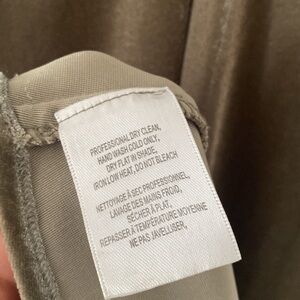 PROFESSIONAL DRY CLEAN,
HAND WASH COLD ONLY,
DRY FLAT IN SHADE,
IRON LOW HEAT, DO NOT BLEACH
NETTOYAGE À SEC PROFESSIONNEL,
LAVAGE DES MAINS FROID,
SÉCHER À PLAT,
REPASSER À TEMPÉRATURE MOYENNE
NE PAS JAVELLISER,